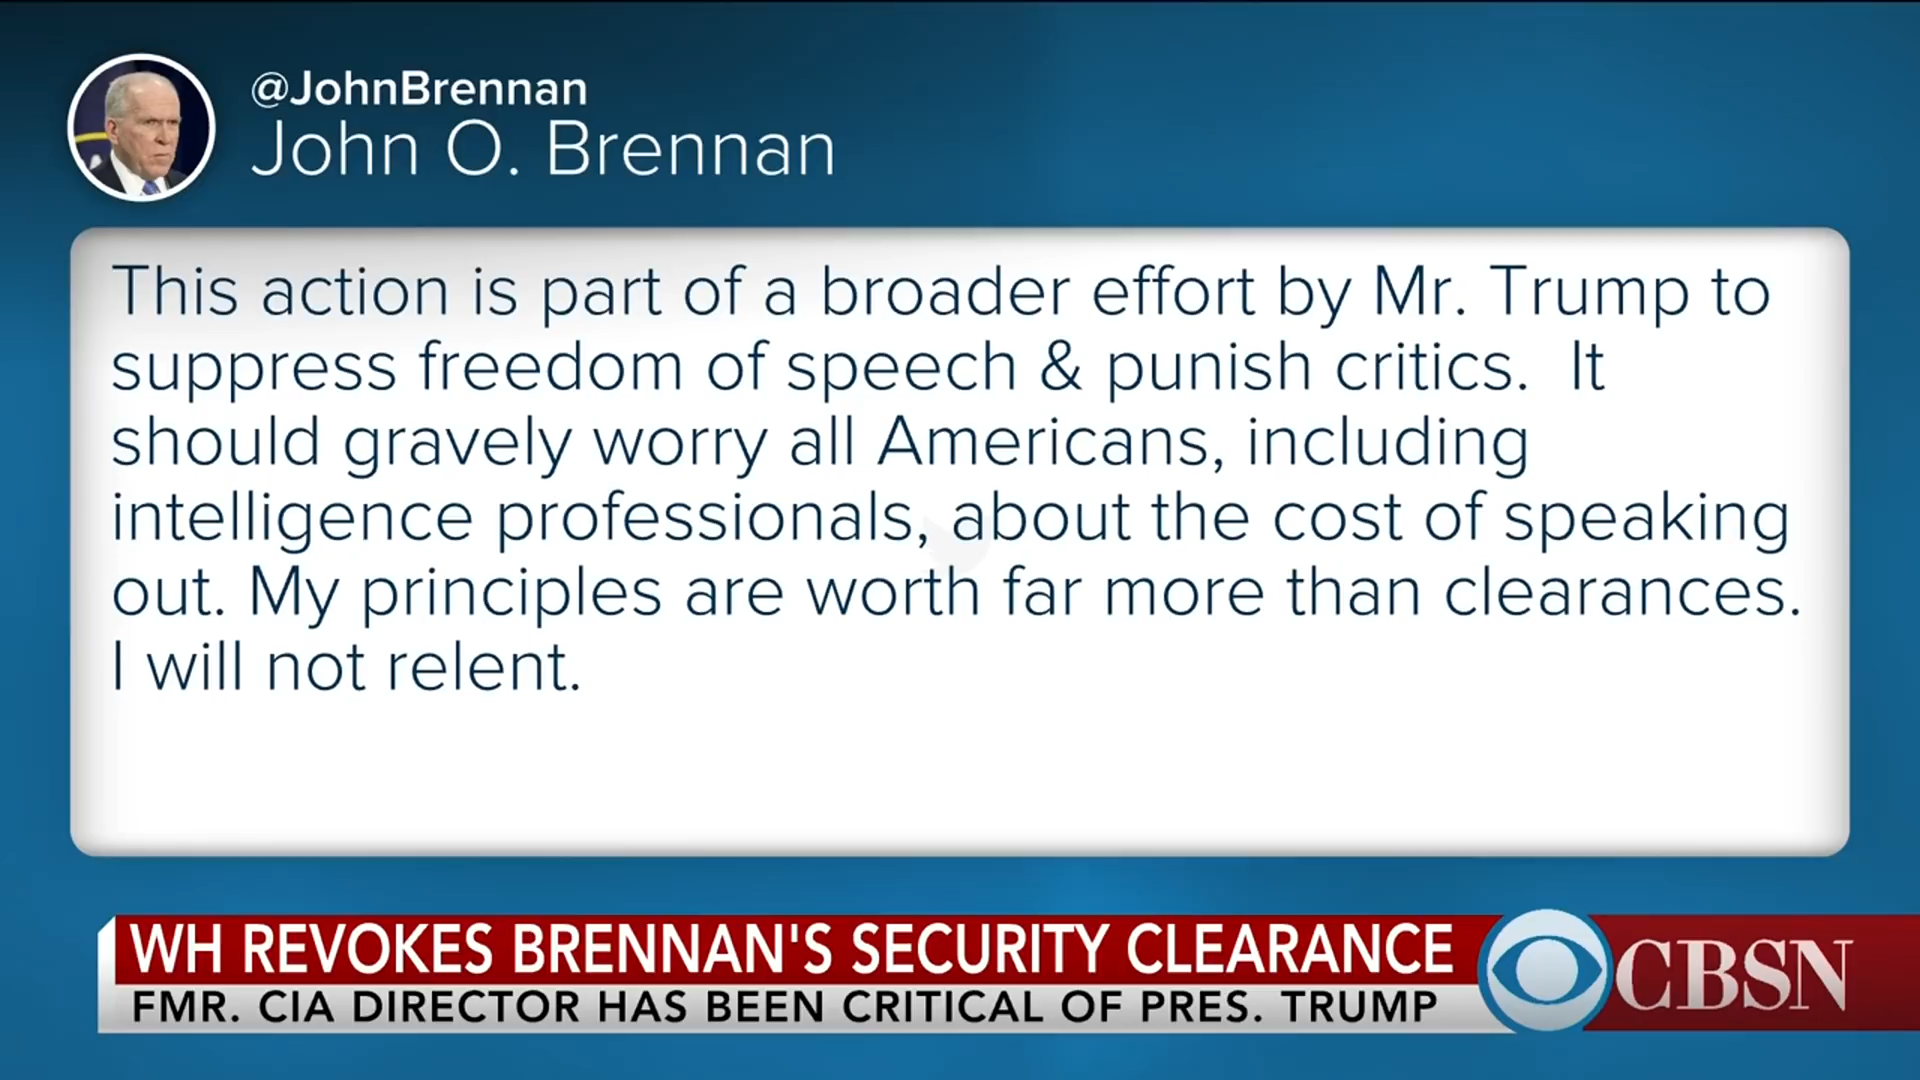 @JohnBrennan
John O. Brennan
This action is part of a broader effort by Mr. Trump to
suppress freedom of speech & punish critics.  It
should gravely worry all Americans, including
intelligence professionals, about the cost of speaking
out. My principles are worth far more than clearances.
I will not relent.
WH REVOKES BRENNAN'S SECURITY CLEARANCE
FMR. CIA DIRECTOR HAS BEEN CRITICAL OF PRES. TRUMP
CBSN